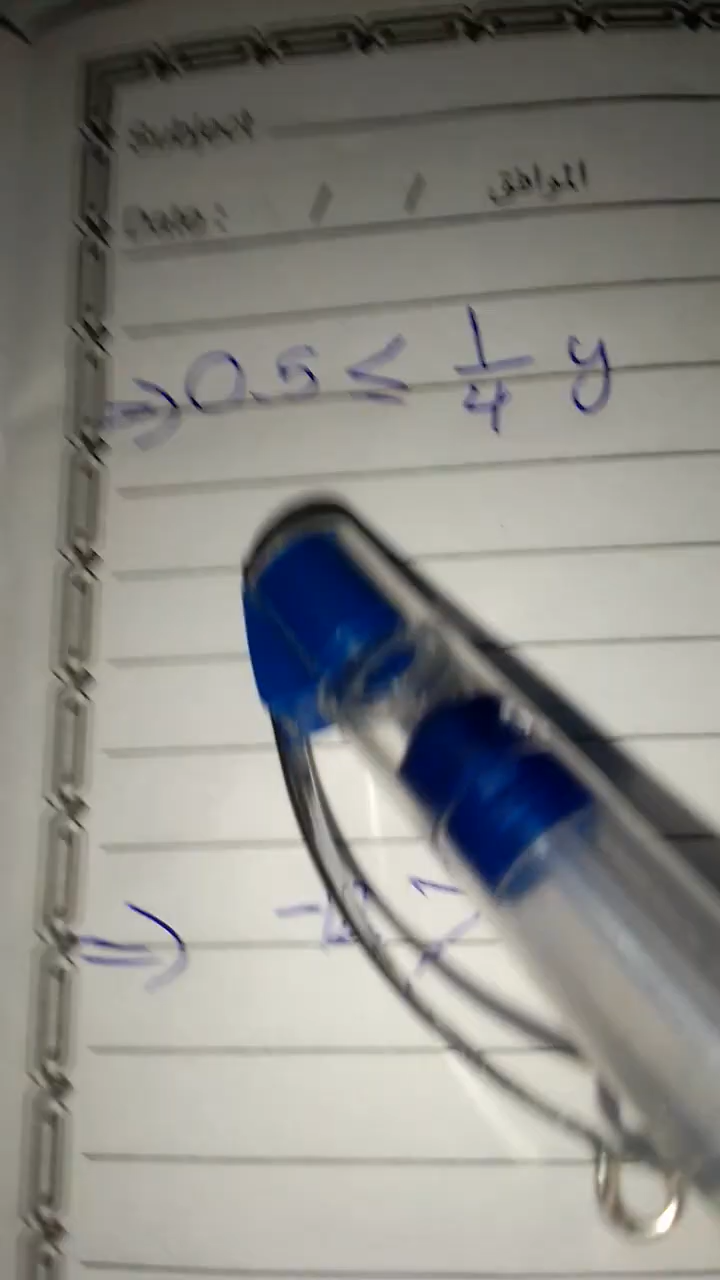 Subject
Date: / / الموافق
⇒ 0.5 ≤ 1/4 y
⇒